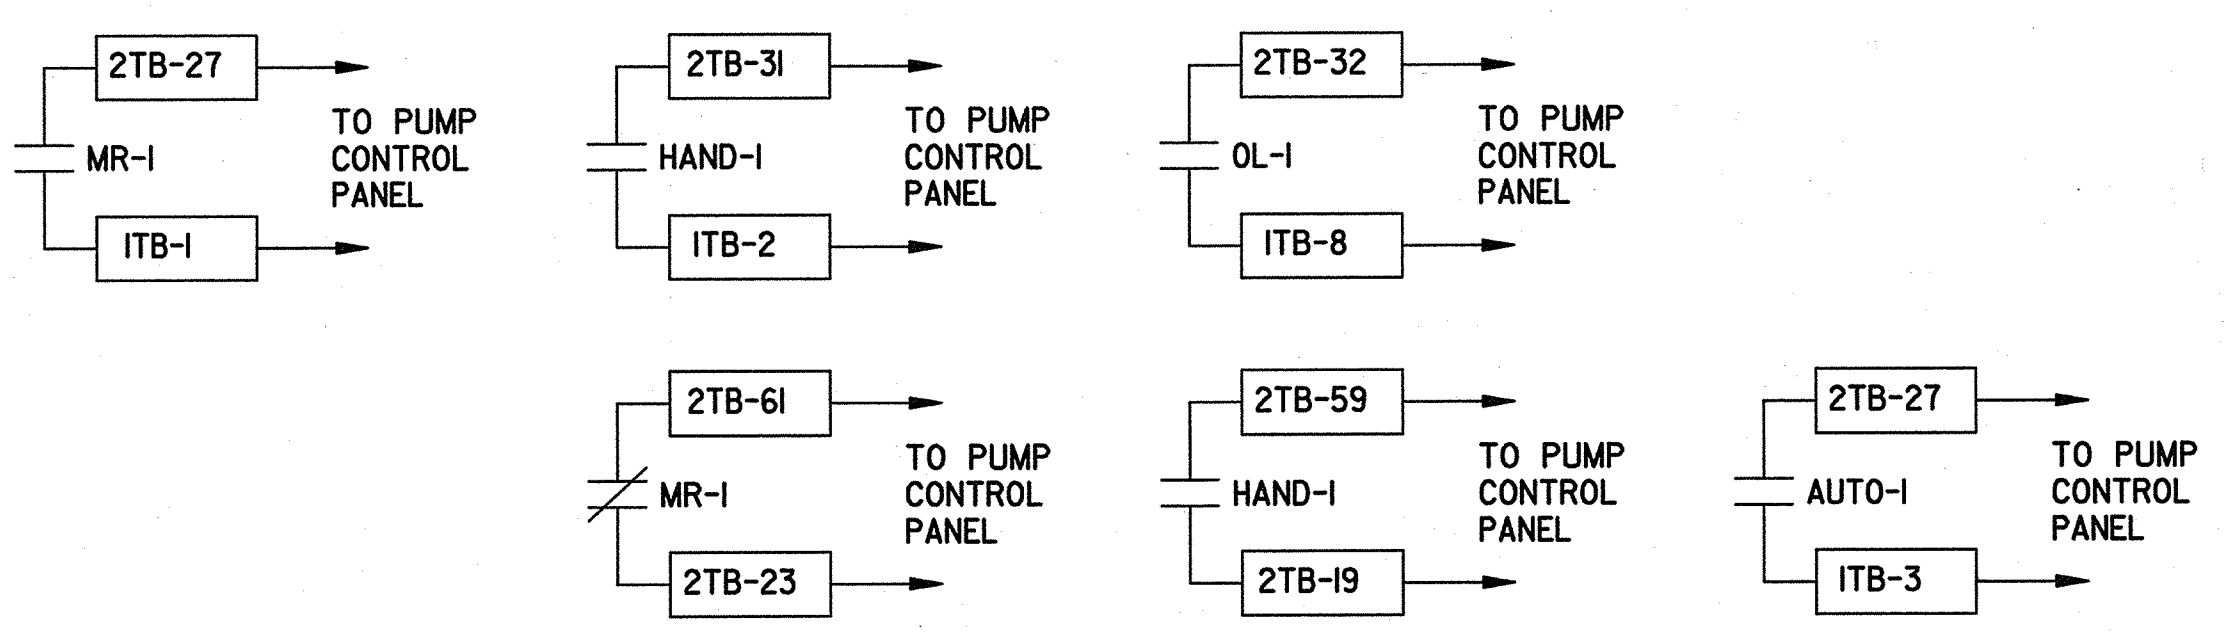 2TB-27
MR-1
1TB-1
TO PUMP
CONTROL
PANEL
2TB-31
HAND-1
1TB-2
TO PUMP
CONTROL
PANEL
2TB-32
OL-1
1TB-8
TO PUMP
CONTROL
PANEL
2TB-61
MR-1
2TB-23
TO PUMP
CONTROL
PANEL
2TB-59
HAND-1
2TB-19
TO PUMP
CONTROL
PANEL
2TB-27
AUTO-1
1TB-3
TO PUMP
CONTROL
PANEL